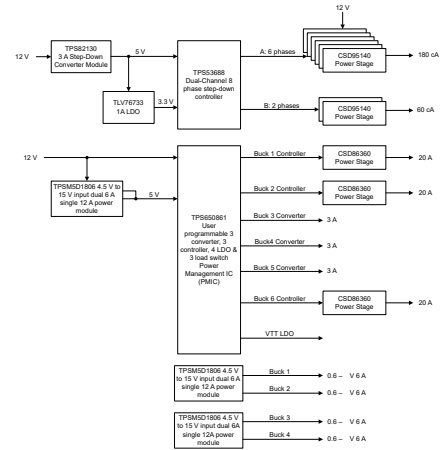 12 V
12 V
TPS82130
3 A Step-Down
Converter Module
5 V
TLV76733
1A LDO
3.3 V
TPS53688
Dual-Channel 8
phase step-down
controller
A: 6 phases
CSD95140
Power Stage
180 cA
B: 2 phases
CSD95140
Power Stage
60 cA
12 V
TPSM5D1806 4.5 V to
15 V input dual 6 A
single 12 A power
module
5 V
TPS650861
User
programmable 3
converter, 3
controller, 4 LDO &
3 load switch
Power
Management IC
(PMIC)
Buck 1 Controller
CSD86360
Power Stage
20 A
Buck 2 Controller
CSD86360
Power Stage
20 A
Buck 3 Converter
3 A
Buck4 Converter
3 A
Buck 5 Converter
3 A
Buck 6 Controller
CSD86360
Power Stage
20 A
VTT LDO
TPSM5D1806 4.5 V
to 15 V input dual 6 A
single 12 A power
module
Buck 1
0.6 – V 6 A
Buck 2
0.6 – V 6 A
TPSM5D1806 4.5 V
to 15 V input dual 6A
single 12A power
module
Buck 3
0.6 – V 6 A
Buck 4
0.6 – V 6 A